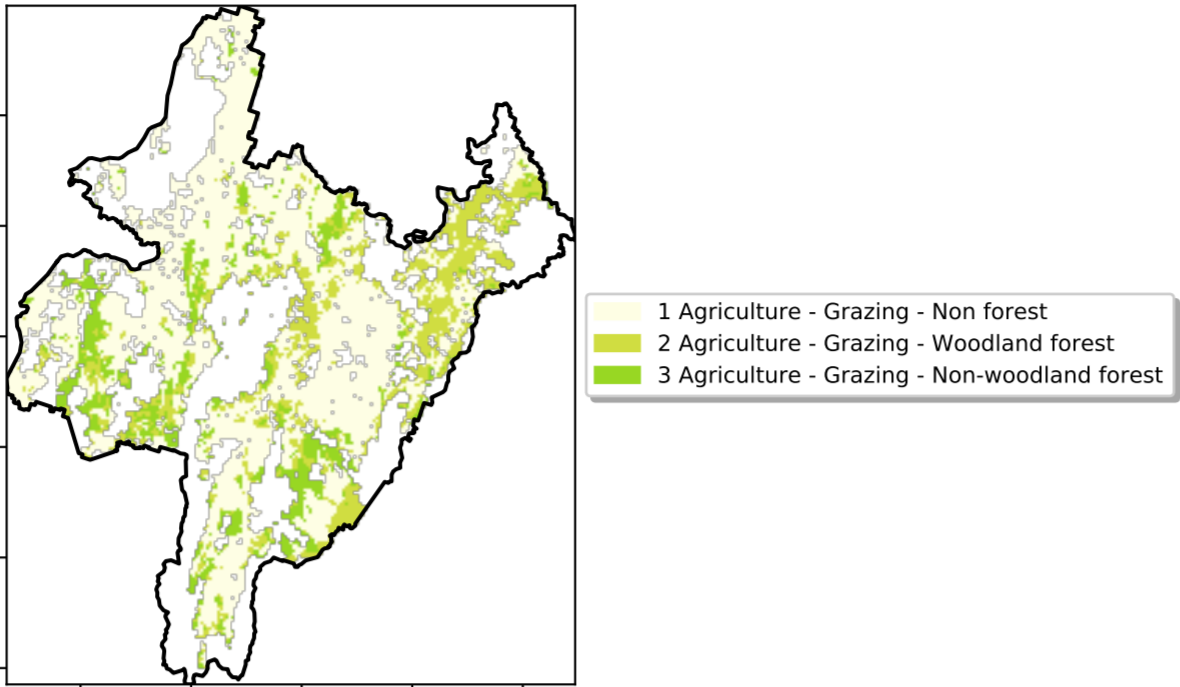 1 Agriculture - Grazing - Non forest
2 Agriculture - Grazing - Woodland forest
3 Agriculture - Grazing - Non-woodland forest